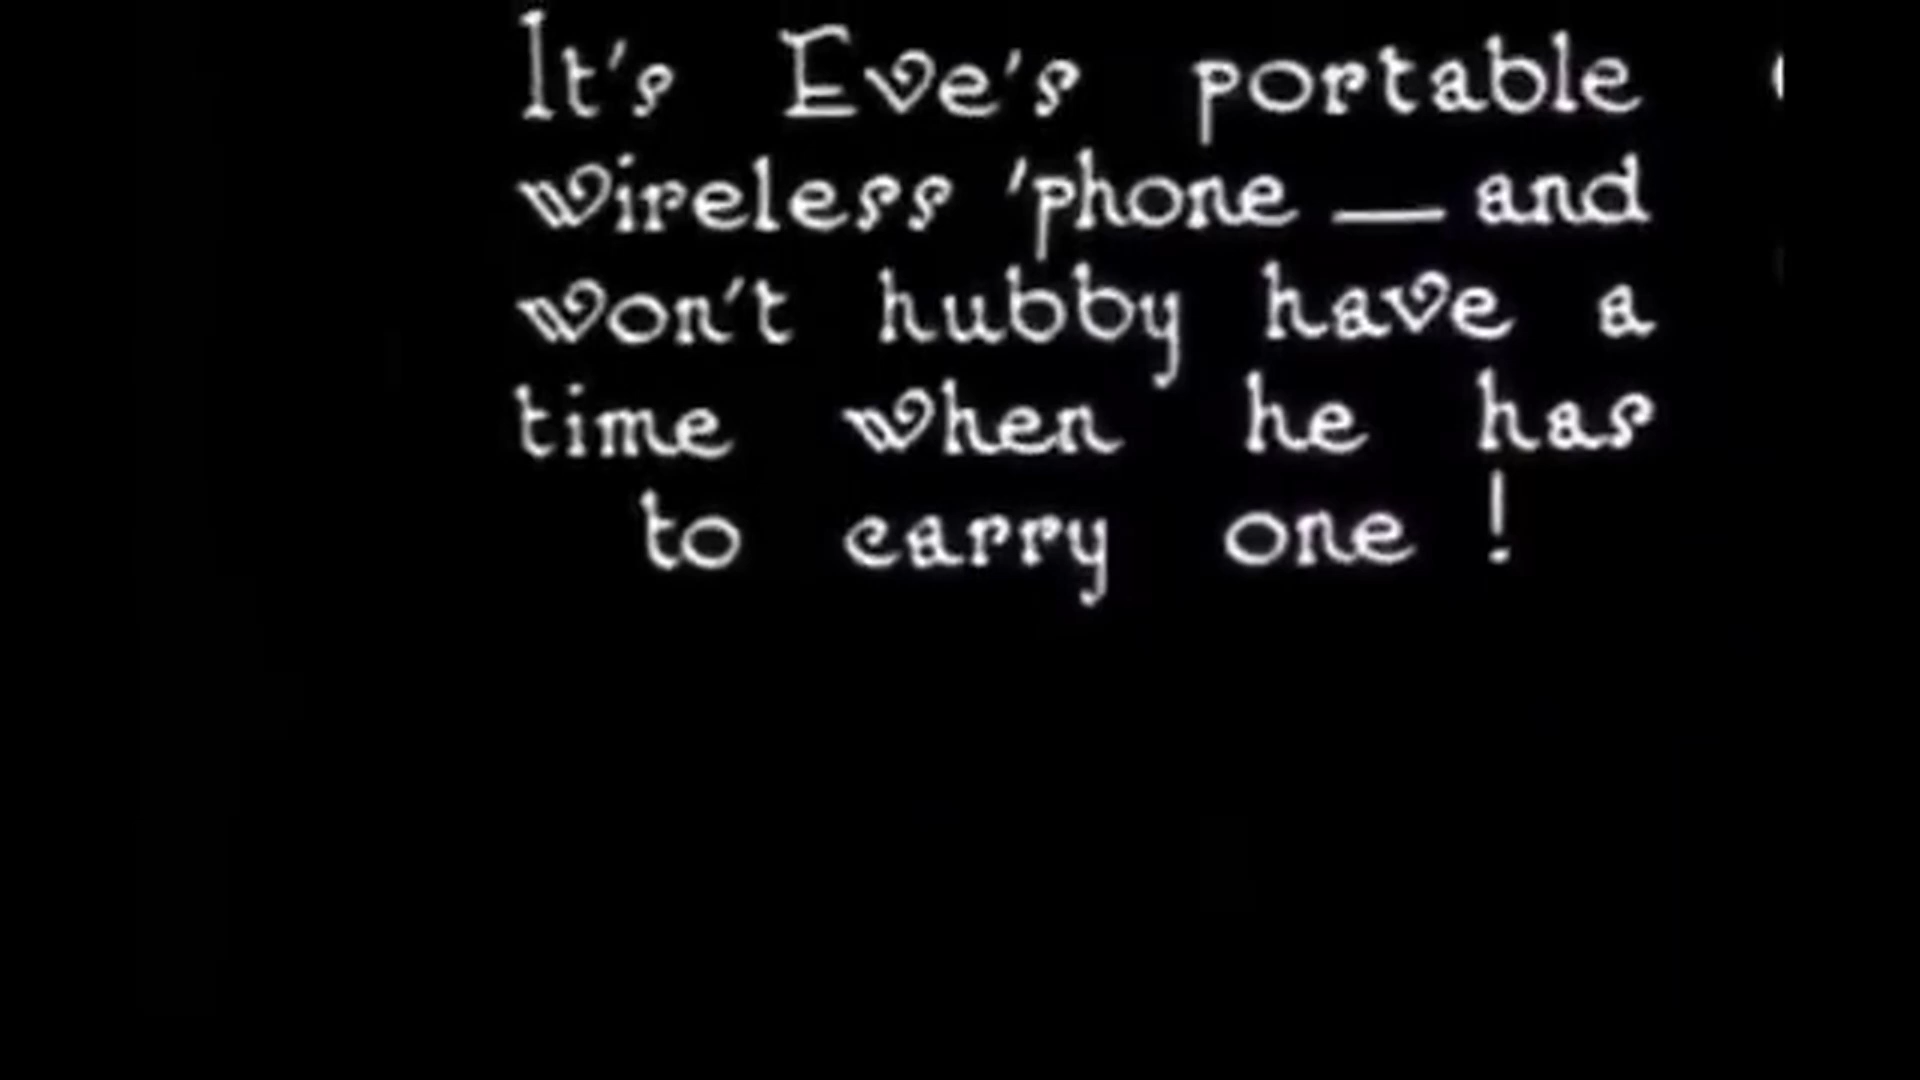 It's Eve's portable
wireless 'phone — and
won't hubby have a
time when he has
to carry one !